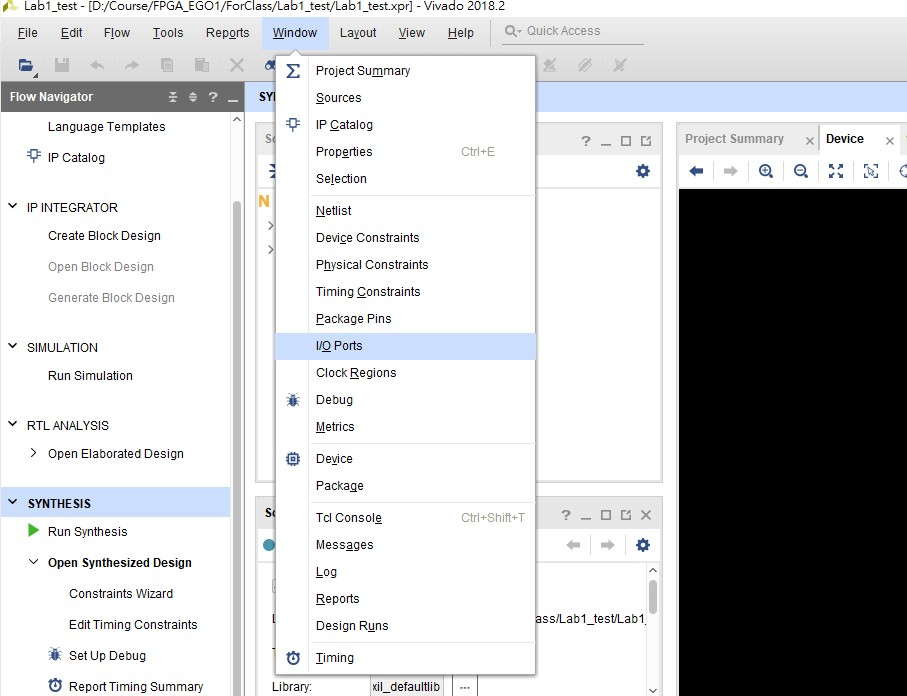 Lab1_test - [D:/Course/FPGA_EGO1/ForClass/Lab1_test/Lab1_test.xpr] - Vivado 2018.2
File Edit Flow Tools Reports Window Layout View Help Quick Access
Flow Navigator
Language Templates
IP Catalog
IP INTEGRATOR
Create Block Design
Open Block Design
Generate Block Design
SIMULATION
Run Simulation
RTL ANALYSIS
Open Elaborated Design
SYNTHESIS
Run Synthesis
Open Synthesized Design
Constraints Wizard
Edit Timing Constraints
Set Up Debug
Report Timing Summary
Project Summary
Sources
IP Catalog
Properties Ctrl+E
Selection
Netlist
Device Constraints
Physical Constraints
Timing Constraints
Package Pins
I/O Ports
Clock Regions
Debug
Metrics
Device
Package
Tcl Console Ctrl+Shift+T
Messages
Log
Reports
Design Runs
Timing
ass/Lab1_test/Lab1_
Library: xil_defaultlib ...
Project Summary Device